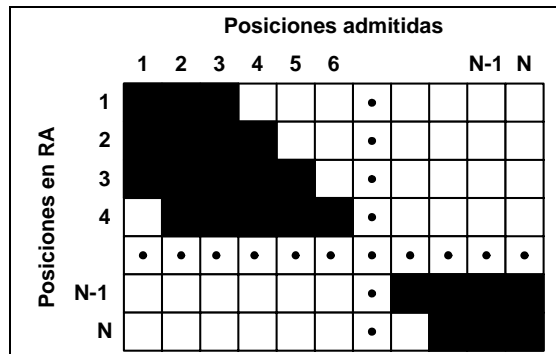 Posiciones admitidas
1 2 3 4 5 6 N-1 N
Posiciones en RA
1
2
3
4
N-1
N